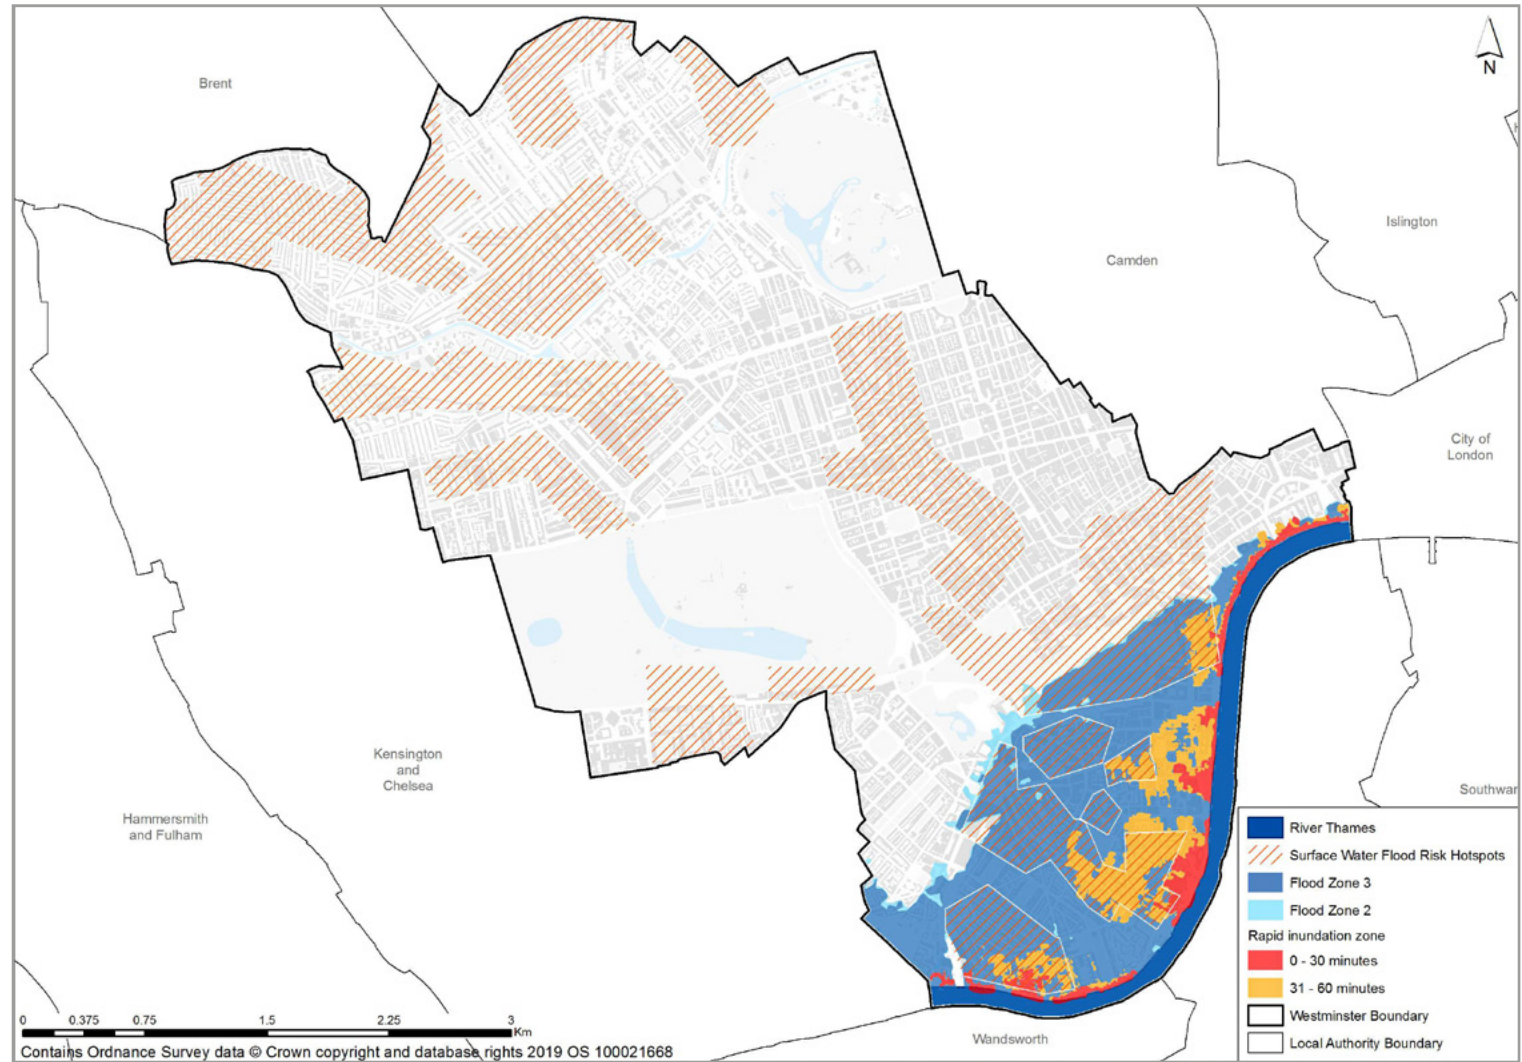 N
Brent
Islington
Camden
City of
London
Kensington
and
Chelsea
Hammersmith
and Fulham
Wandsworth
River Thames
Surface Water Flood Risk Hotspots
Flood Zone 3
Flood Zone 2
Rapid inundation zone
0 - 30 minutes
31 - 60 minutes
Westminster Boundary
Local Authority Boundary
0 0.375 0.75 1.5 2.25 3
Km
Contains Ordnance Survey data © Crown copyright and database rights 2019 OS 100021668